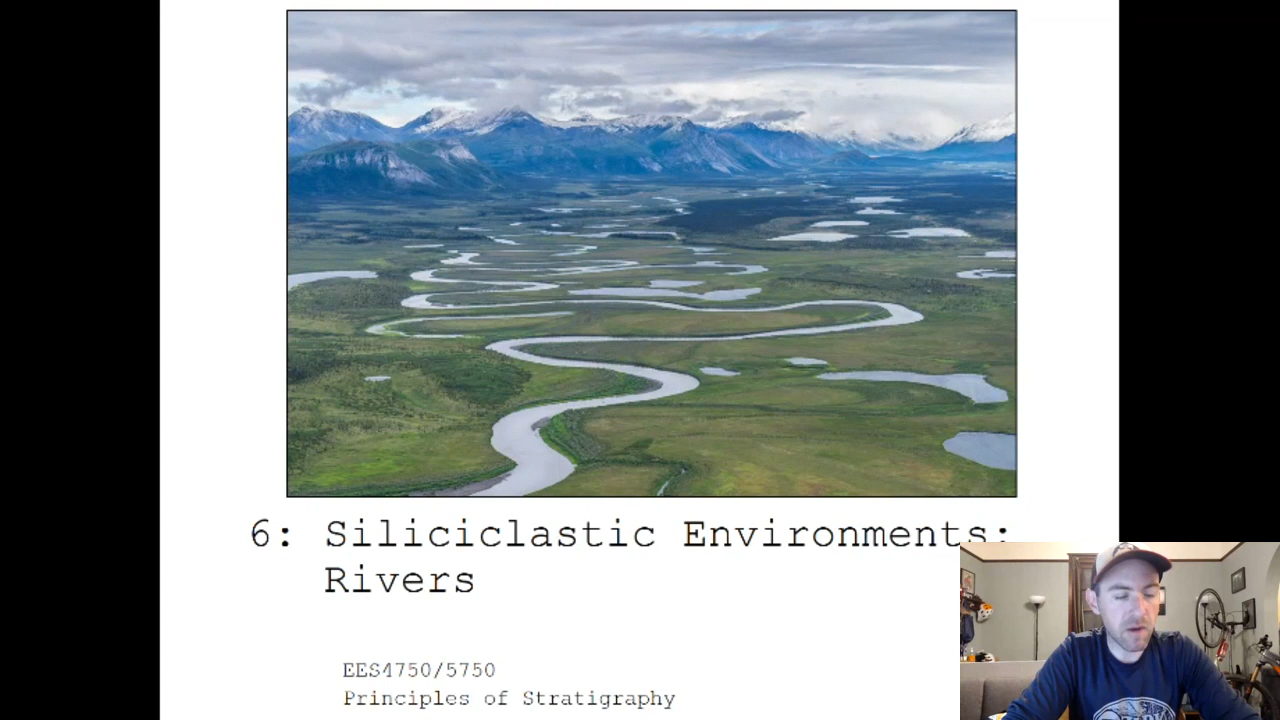 6: Siliciclastic Environments:
Rivers
EES4750/5750
Principles of Stratigraphy